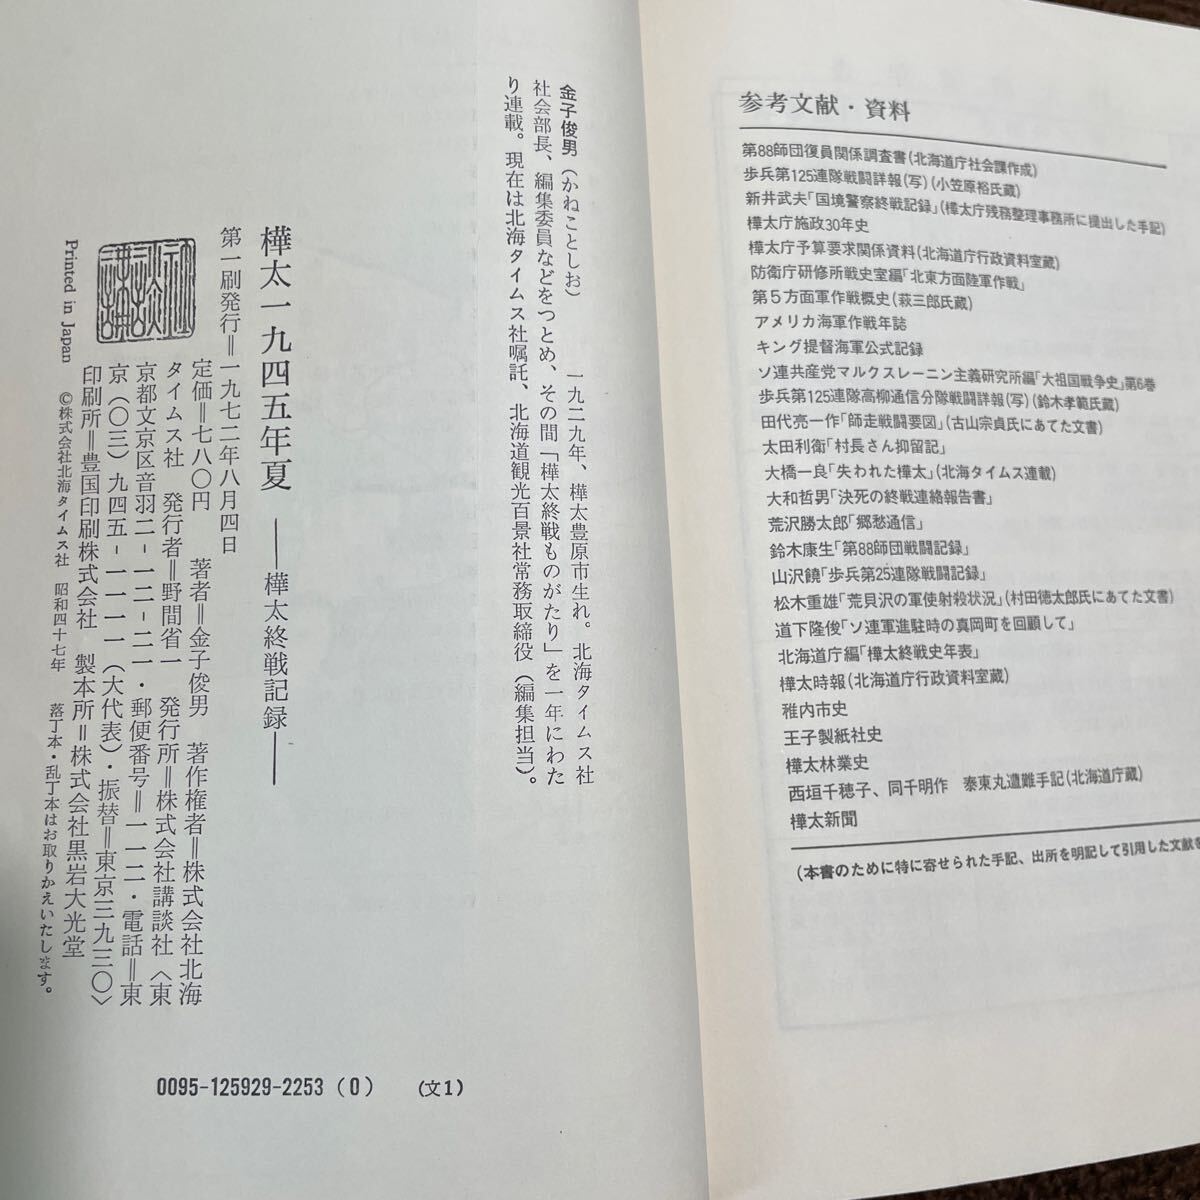 参考文献・資料
第88師団復員関係調査書(北海道庁社会課作成)
歩兵第125連隊戦闘詳報(写)(小笠原裕氏蔵)
新井武夫「国境警察終戦記録」(樺太庁残務整理事務所に提出した手記)
樺太庁施政30年史
樺太庁予算要求関係資料(北海道庁行政資料室蔵)
防衛庁研修所戦史室編「北東方面陸軍作戦」
第5方面軍作戦概史(萩三郎氏蔵)
アメリカ海軍作戦年誌
キング提督海軍公式記録
ソ連共産党マルクスレーニン主義研究所編「大祖国戦争史」第6巻
歩兵第125連隊高柳通信分隊戦闘詳報(写)(鈴木孝範氏蔵)
田代亮一作「師走戦闘要図」(古山宗貞氏にあてた文書)
太田利衛「村長さん抑留記」
大橋一良「失われた樺太」(北海タイムス連載)
大和哲男「決死の終戦連絡報告書」
荒沢勝太郎「郷愁通信」
鈴木康生「第88師団戦闘記録」
山沢饒「歩兵第25連隊戦闘記録」
松木重雄「荒貝沢の軍使射殺状況」(村田徳太郎氏にあてた文書)
道下隆俊「ソ連軍進駐時の真岡町を回顧して」
北海道庁編「樺太終戦史年表」
樺太時報(北海道庁行政資料室蔵)
稚内市史
王子製紙社史
樺太林業史
西垣千穂子、同千明作　泰東丸遭難手記(北海道庁蔵)
樺太新聞
(本書のために特に寄せられた手記、出所を明記して引用した文献を
金子俊男(かねことしお)　一九二九年、樺太豊原市生れ。北海タイムス社
社会部長、編集委員などをつとめ、その間「樺太終戦ものがたり」を一年にわた
り連載。現在は北海タイムス社嘱託、北海道観光百景社常務取締役(編集担当)。
樺太一九四五年夏　――樺太終戦記録――
第一刷発行＝一九七二年八月四日
定価＝七八〇円　著者＝金子俊男　著作権者＝株式会社北海
タイムス社　発行者＝野間省一　発行所＝株式会社講談社〈東
京都文京区音羽二-一二-二一・郵便番号＝一一二・電話＝東
京(〇三)九四五-一一一一(大代表)・振替＝東京三九三〇〉
印刷所＝豊国印刷株式会社　製本所＝株式会社黒岩大光堂
Printed in Japan　©株式会社北海タイムス社　昭和四十七年　落丁本・乱丁本はお取りかえいたします。
0095-125929-2253 (0)　(文1)